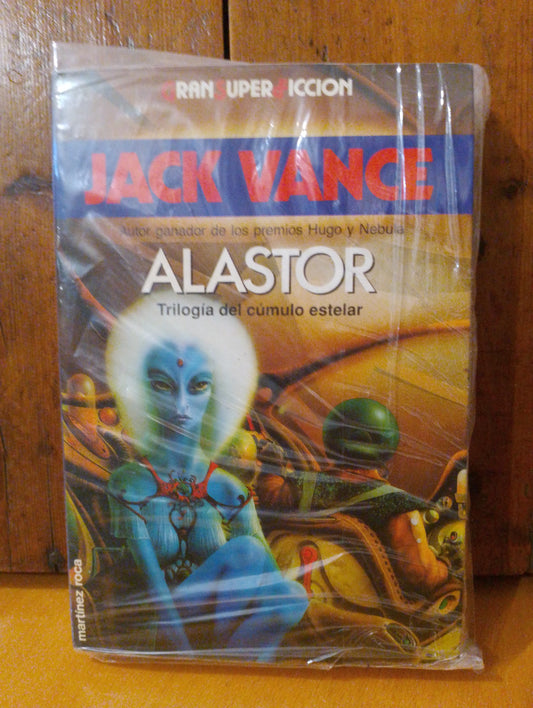 GRAN SUPER FICCION
JACK VANCE
Autor ganador de los premios Hugo y Nebula
ALASTOR
Trilogía del cúmulo estelar
martínez roca